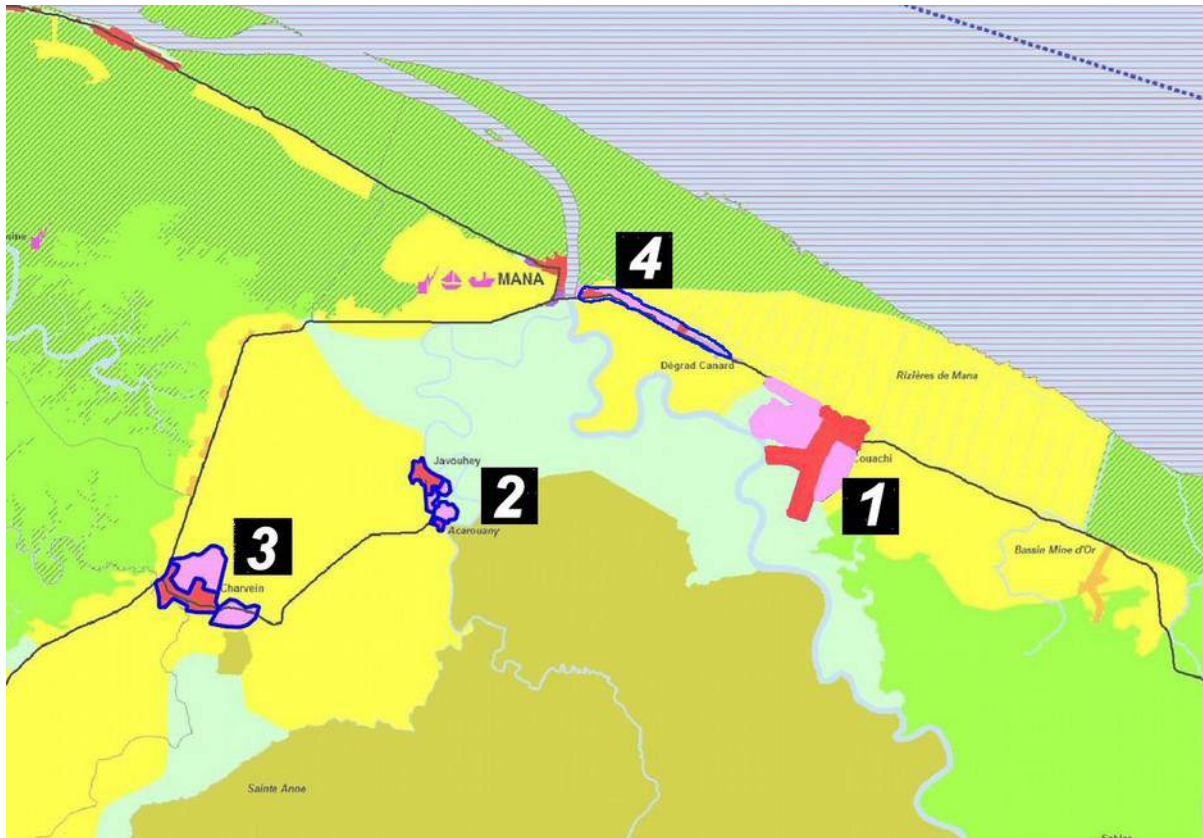 4
MANA
Dégrad Canard
Rizières de Mana
Javouhey
2
Couachi
1
Acarouany
3
Charvein
Bassin Mine d'Or
Sainte Anne